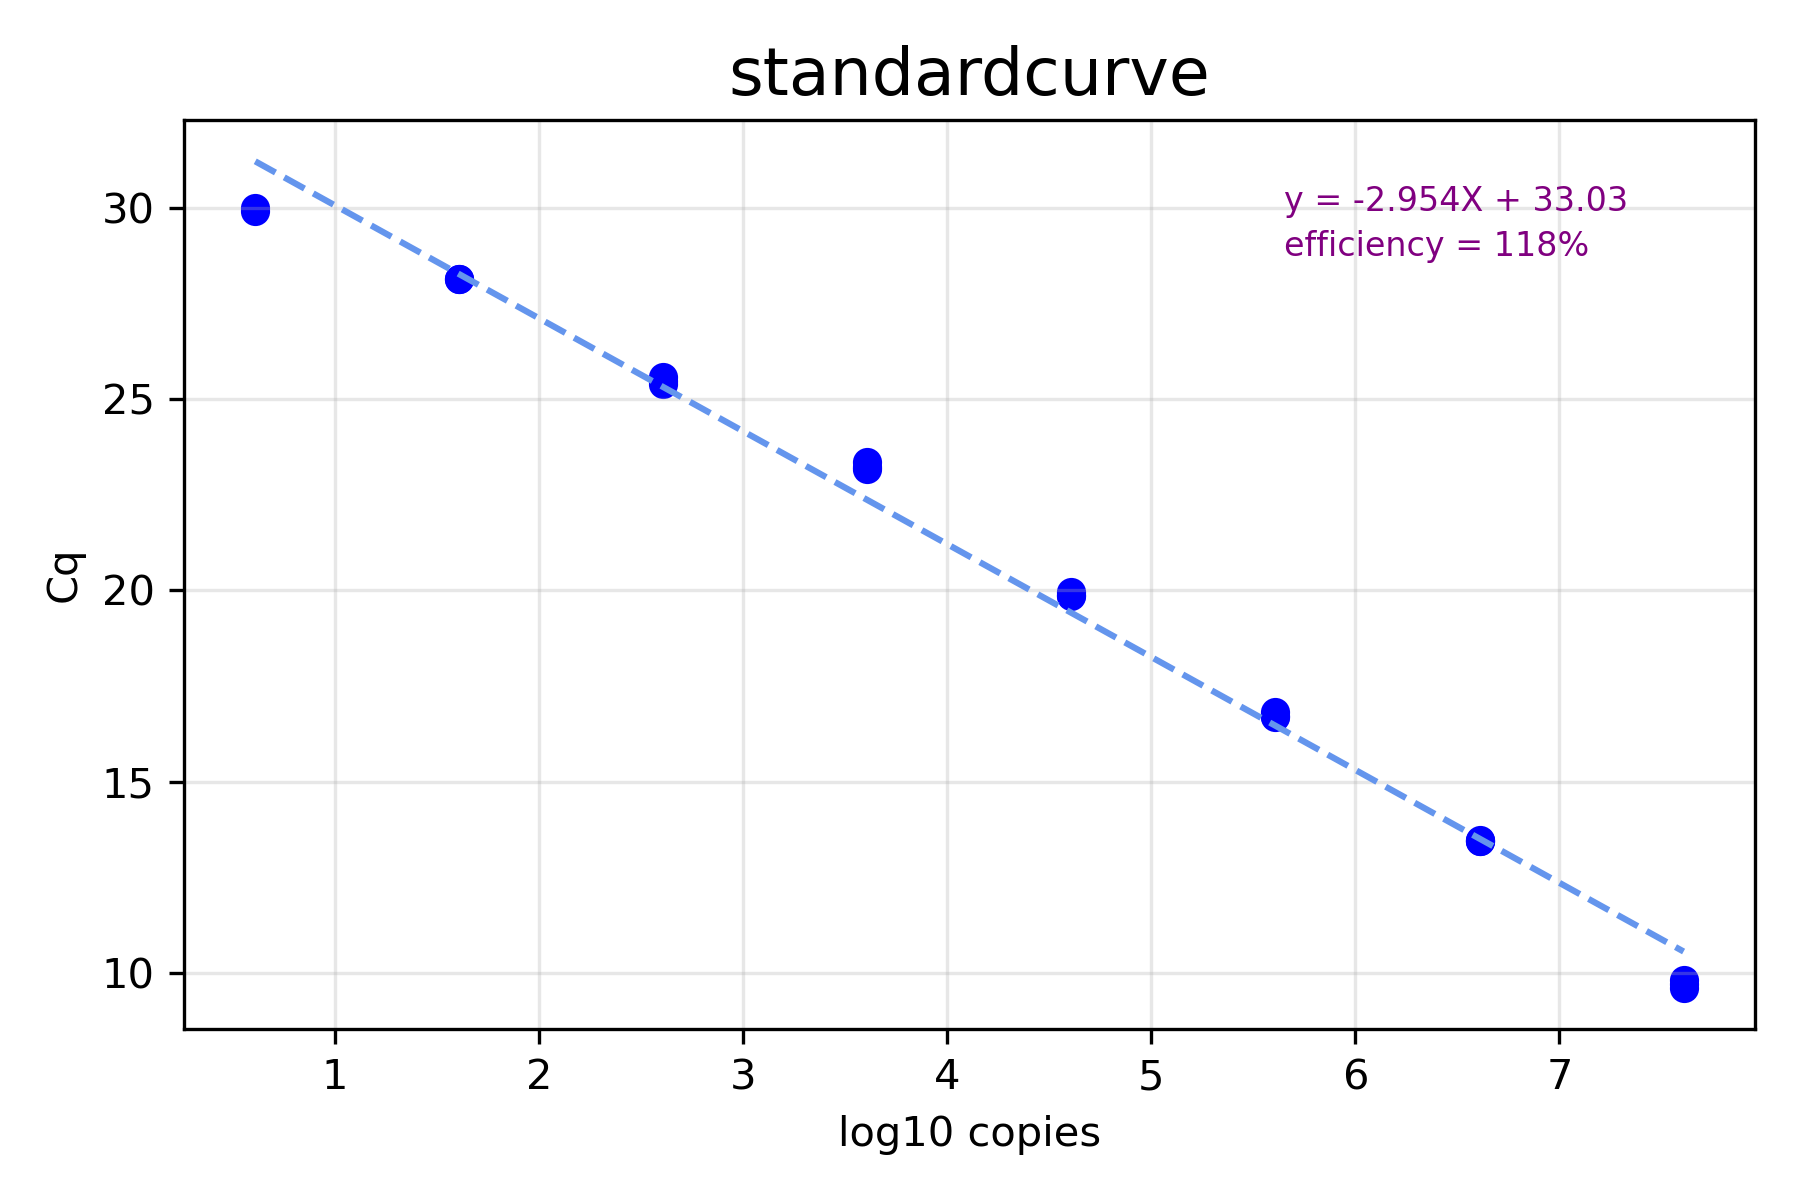 standardcurve
y = -2.954X + 33.03
efficiency = 118%
30
25
20
15
10
Cq
1 2 3 4 5 6 7
log10 copies